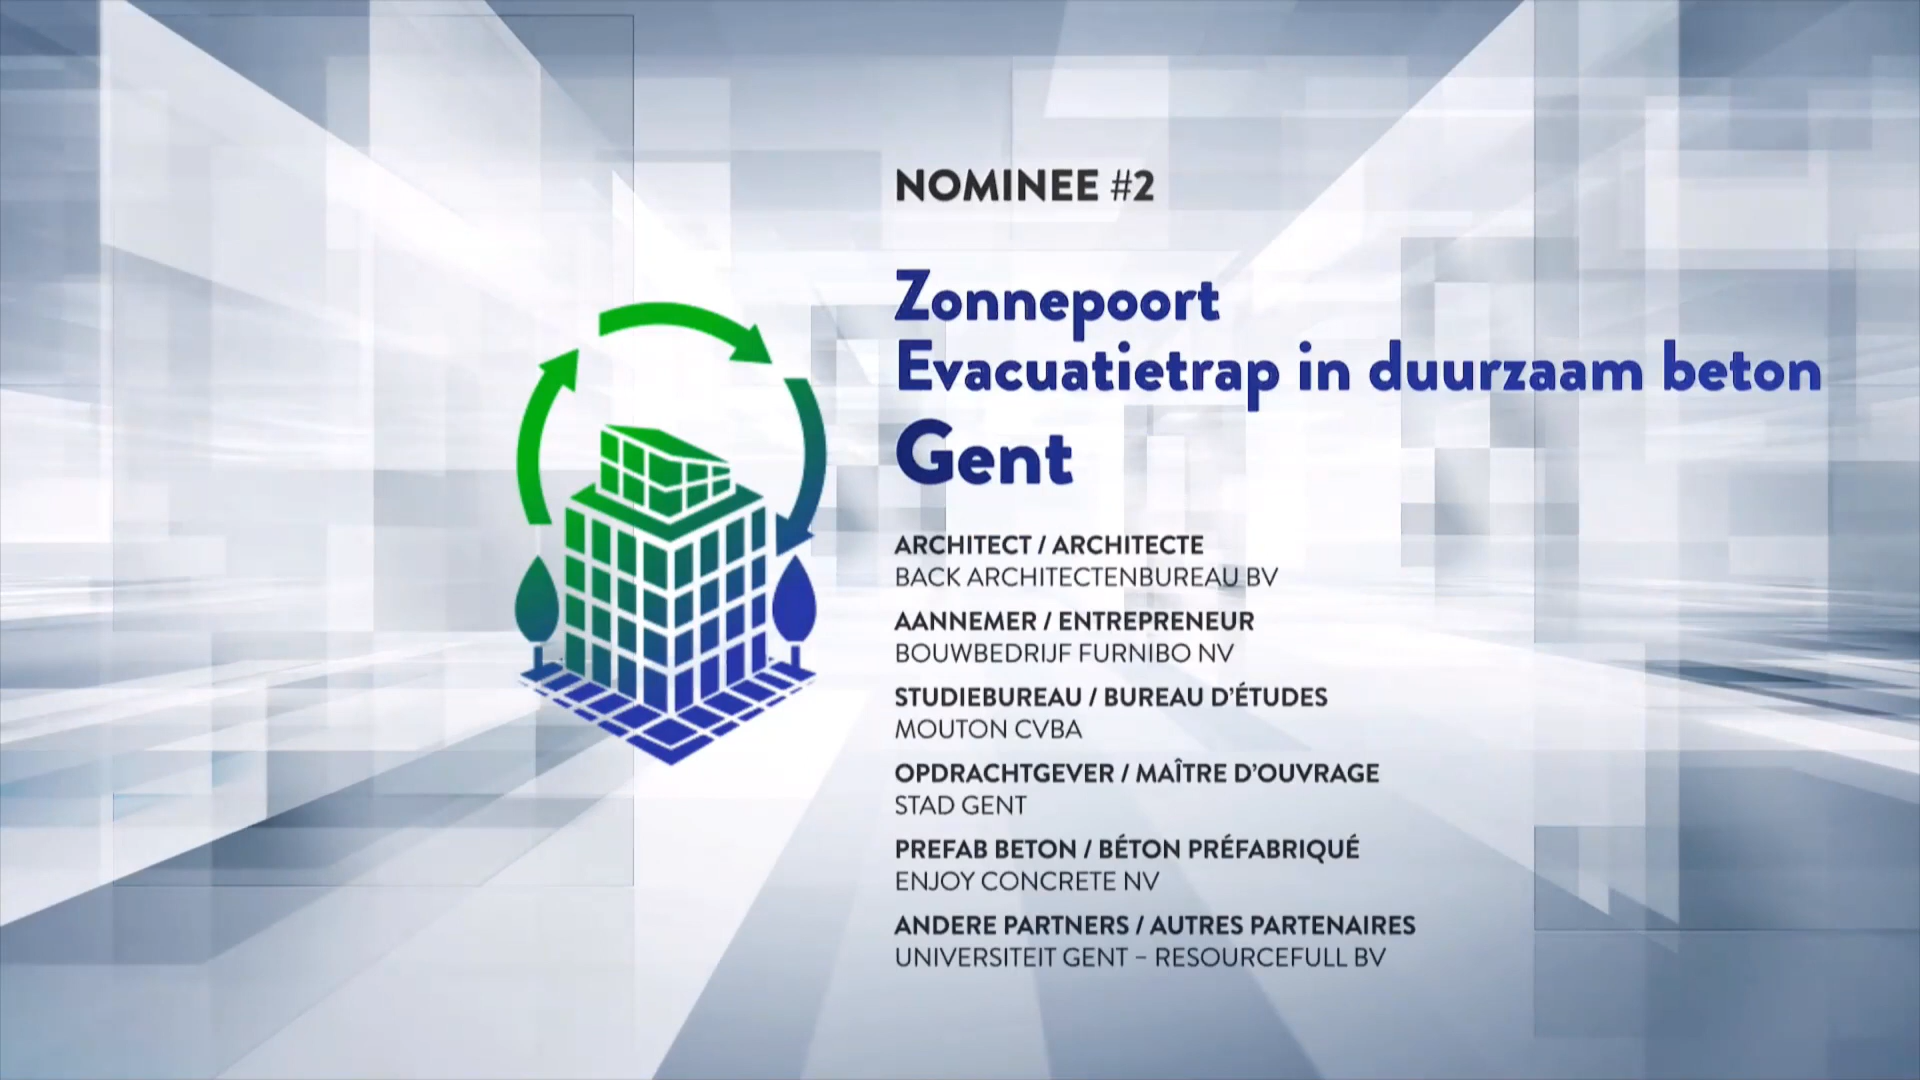 NOMINEE #2
Zonnepoort
Evacuatietrap in duurzaam beton
Gent
ARCHITECT / ARCHITECTE
BACK ARCHITECTENBUREAU BV
AANNEMER / ENTREPRENEUR
BOUWBEDRIJF FURNIBO NV
STUDIEBUREAU / BUREAU D’ÉTUDES
MOUTON CVBA
OPDRACHTGEVER / MAÎTRE D’OUVRAGE
STAD GENT
PREFAB BETON / BÉTON PRÉFABRIQUÉ
ENJOY CONCRETE NV
ANDERE PARTNERS / AUTRES PARTENAIRES
UNIVERSITEIT GENT – RESOURCEFULL BV